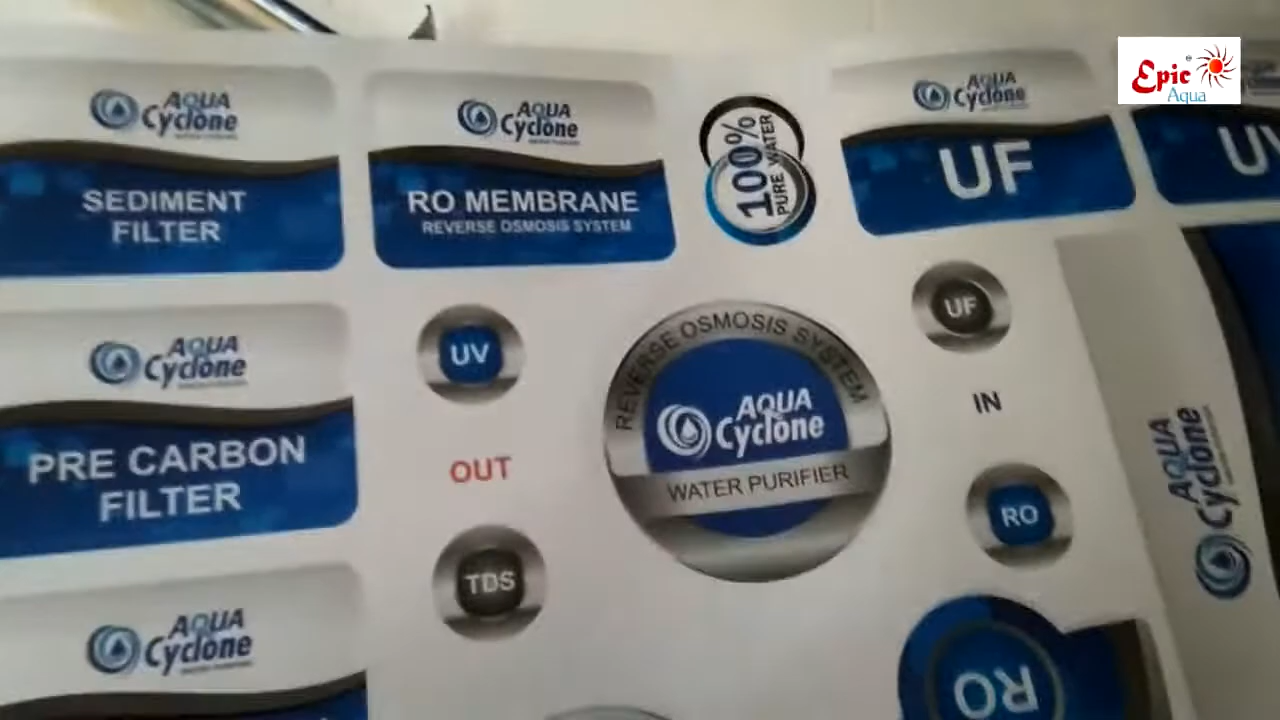 Epic
Aqua
AQUA
Cyclone
SEDIMENT
FILTER
AQUA
Cyclone
RO MEMBRANE
REVERSE OSMOSIS SYSTEM
100%
PURE WATER
AQUA
Cyclone
UF
UV
AQUA
Cyclone
PRE CARBON
FILTER
UV
OUT
TDS
REVERSE OSMOSIS SYSTEM
AQUA
Cyclone
WATER PURIFIER
UF
IN
RO
AQUA
Cyclone
AQUA
Cyclone
RO